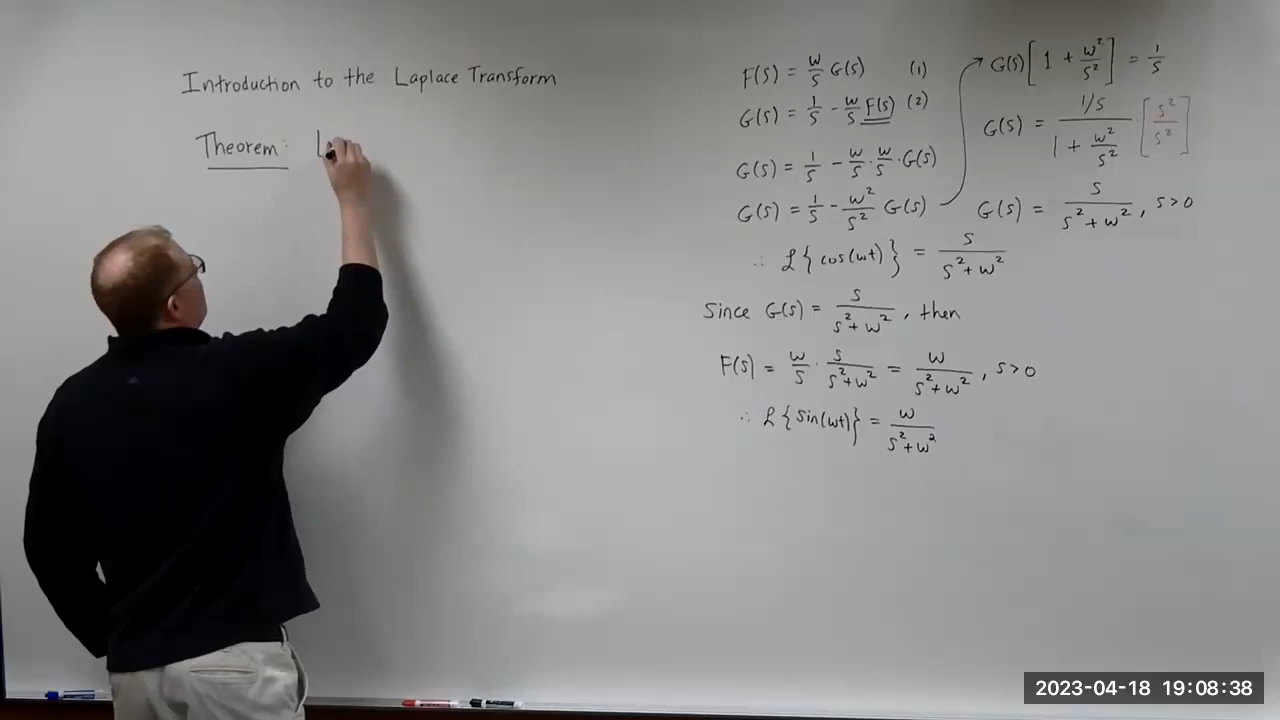 Introduction to the Laplace Transform
Theorem:
F(s) = w/s G(s) (1)
G(s) = 1/s - w/s F(s) (2)
G(s) = 1/s - w/s · w/s · G(s)
G(s) = 1/s - w²/s² G(s)
G(s)[1 + w²/s²] = 1/s
G(s) = (1/s)/(1 + w²/s²) [s²/s²]
G(s) = s/(s² + w²), s>0
∴ ℒ{cos(wt)} = s/(s² + w²)
Since G(s) = s/(s² + w²), then
F(s) = w/s · s/(s² + w²) = w/(s² + w²), s>0
∴ ℒ{sin(wt)} = w/(s² + w²)
2023-04-18 19:08:38